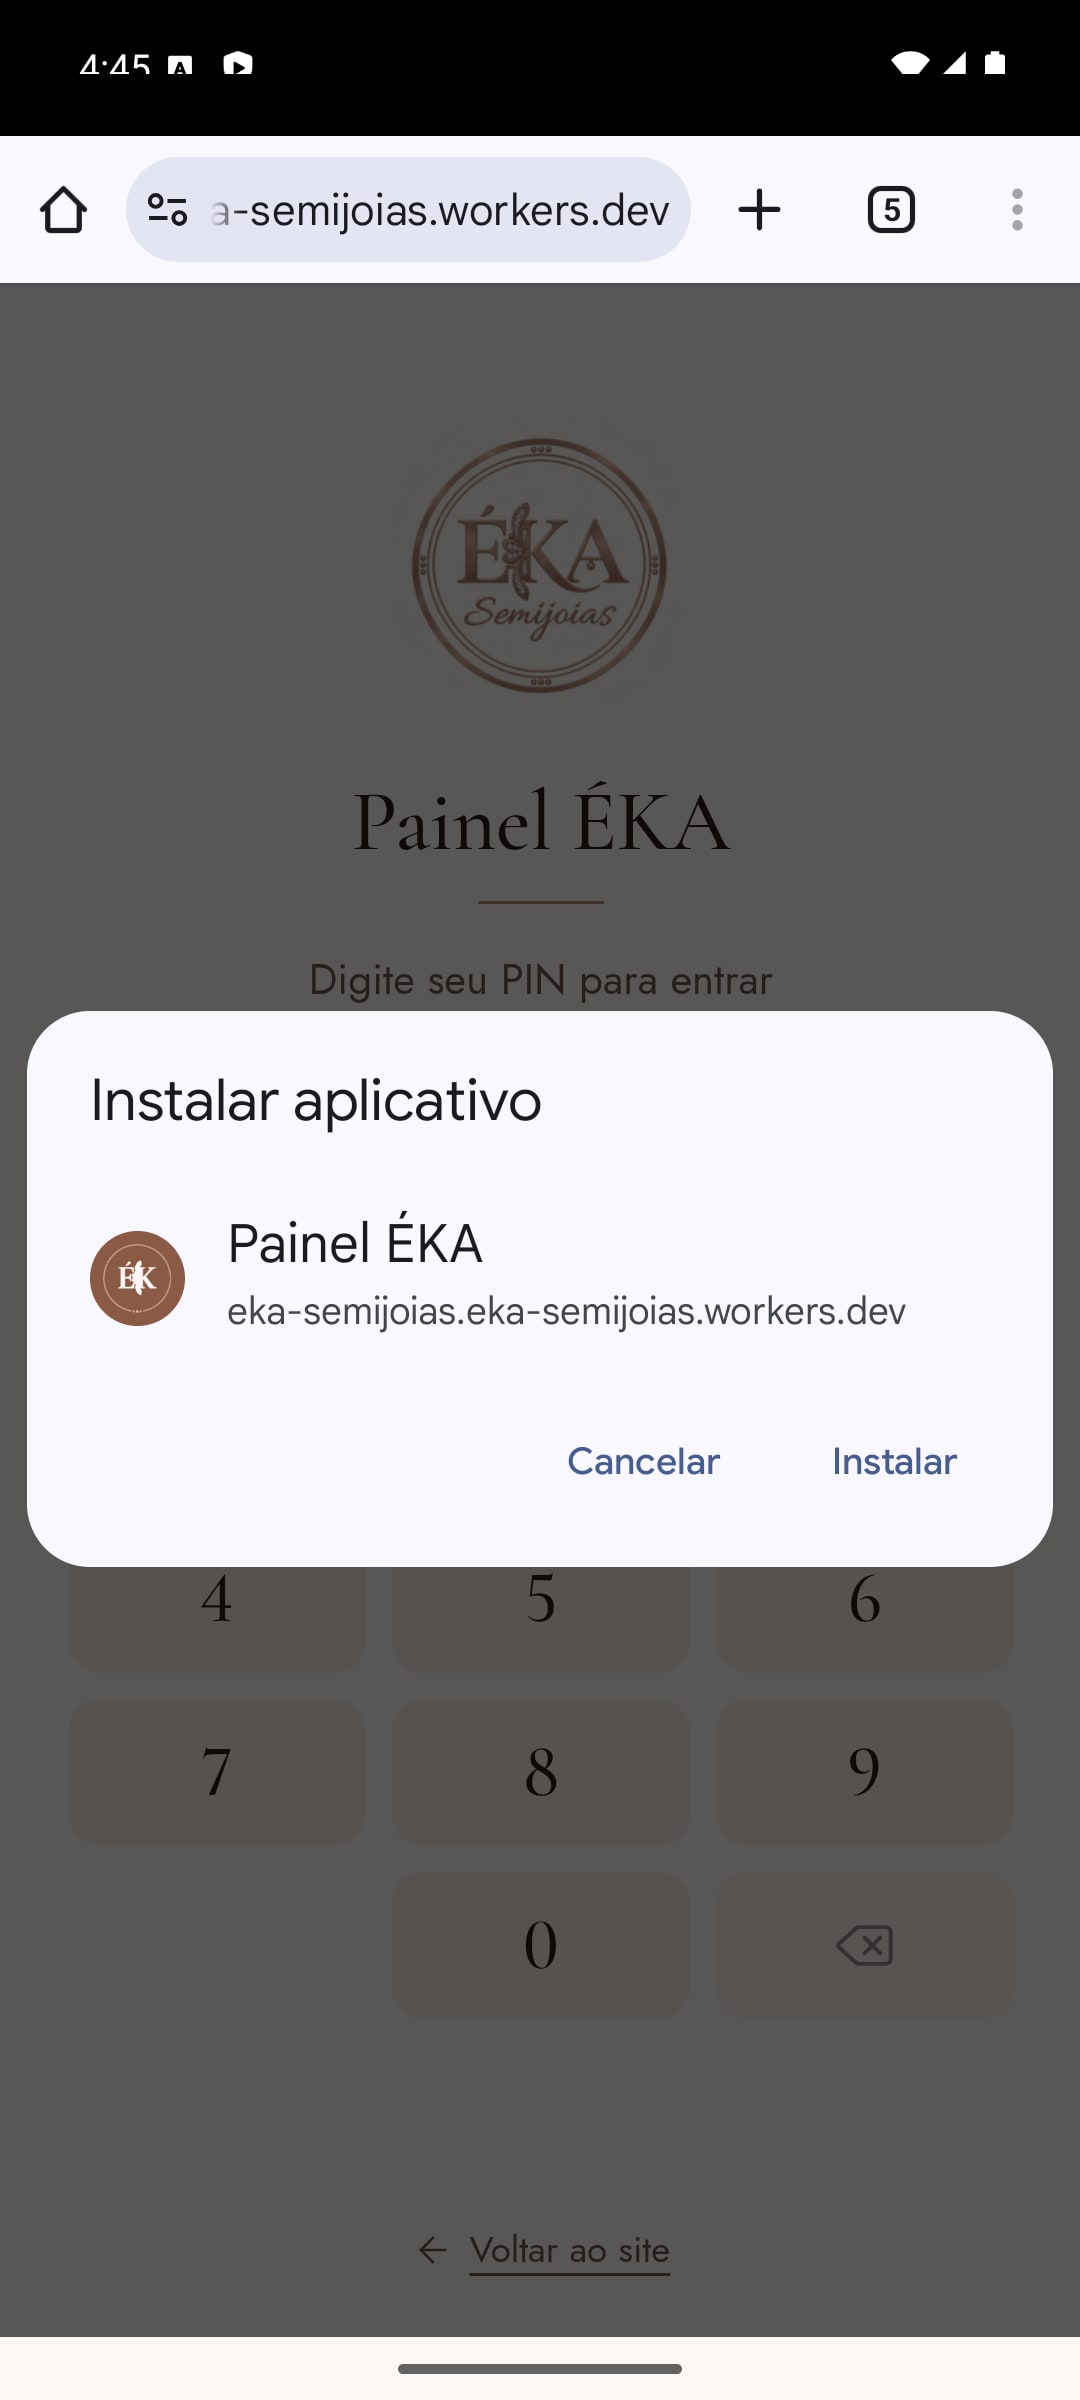 4:45
a-semijoias.workers.dev
5
ÉKA
Semijoias
Painel ÉKA
Digite seu PIN para entrar
Instalar aplicativo
ÉK
Painel ÉKA
eka-semijoias.eka-semijoias.workers.dev
Cancelar
Instalar
4
5
6
7
8
9
0
Voltar ao site